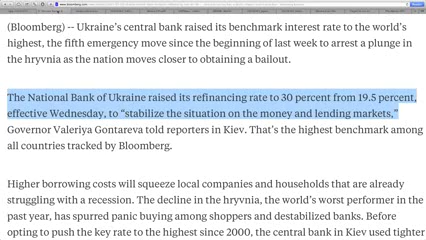 (Bloomberg) -- Ukraine's central bank raised its benchmark interest rate to the world's
highest, the fifth emergency move since the beginning of last week to arrest a plunge in
the hryvnia as the nation moves closer to obtaining a bailout.
The National Bank of Ukraine raised its refinancing rate to 30 percent from 19.5 percent,
effective Wednesday, to “stabilize the situation on the money and lending markets,”
Governor Valeriya Gontareva told reporters in Kiev. That's the highest benchmark among
all countries tracked by Bloomberg.
Higher borrowing costs will squeeze local companies and households that are already
struggling with a recession. The decline in the hryvnia, the world's worst performer in the
past year, has spurred panic buying among shoppers and destabilized banks. Before
opting to push the key rate to the highest since 2000, the central bank in Kiev used tighter